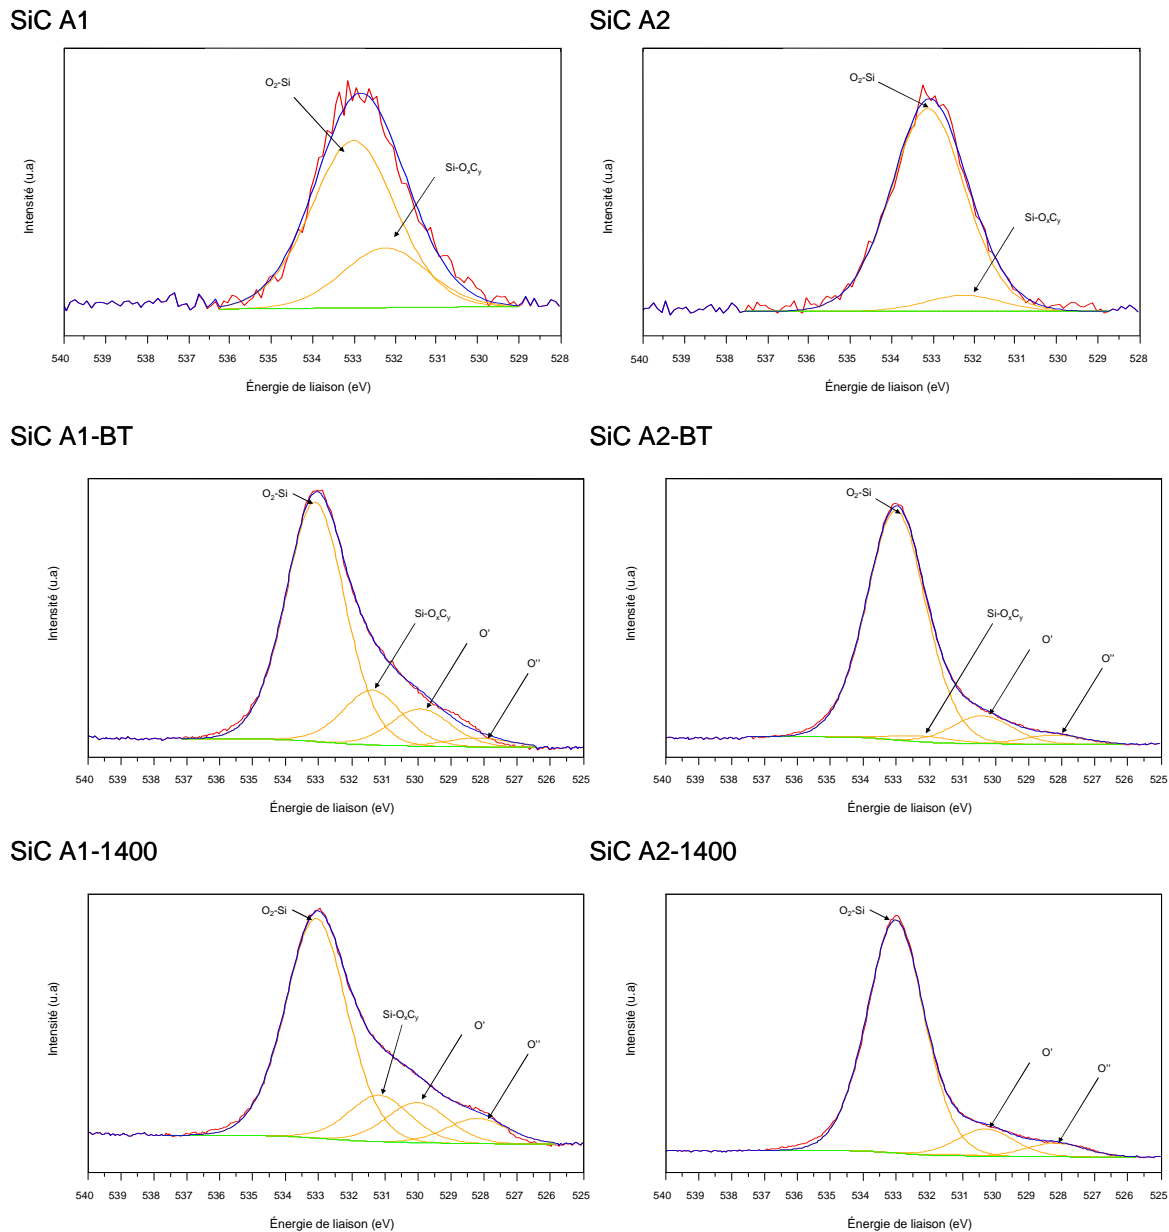 SiC A1
O₂-Si
Si-OₓCᵧ
Intensité (u.a)
540 539 538 537 536 535 534 533 532 531 530 529 528
Énergie de liaison (eV)
SiC A2
O₂-Si
Si-OₓCᵧ
Intensité (u.a)
540 539 538 537 536 535 534 533 532 531 530 529 528
Énergie de liaison (eV)
SiC A1-BT
O₂-Si
Si-OₓCᵧ
O'
O''
Intensité (u.a)
540 539 538 537 536 535 534 533 532 531 530 529 528 527 526 525
Énergie de liaison (eV)
SiC A2-BT
O₂-Si
Si-OₓCᵧ
O'
O''
Intensité (u.a)
540 539 538 537 536 535 534 533 532 531 530 529 528 527 526 525
Énergie de liaison (eV)
SiC A1-1400
O₂-Si
Si-OₓCᵧ
O'
O''
Intensité (u.a)
540 539 538 537 536 535 534 533 532 531 530 529 528 527 526 525
Énergie de liaison (eV)
SiC A2-1400
O₂-Si
O'
O''
Intensité (u.a)
540 539 538 537 536 535 534 533 532 531 530 529 528 527 526 525
Énergie de liaison (eV)